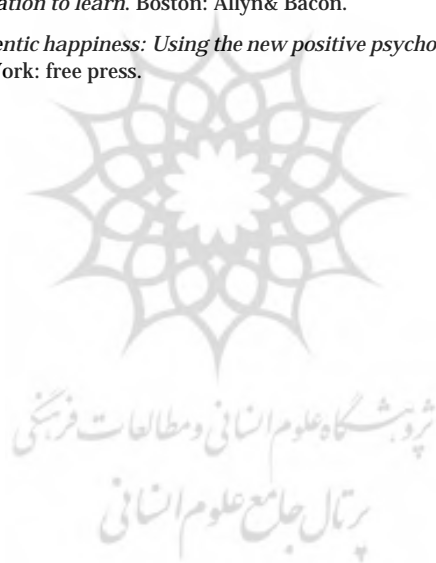 ation to learn. Boston: Allyn& Bacon.
entic happiness: Using the new positive psycho
ork: free press.
پژوهشگاه علوم انسانی و مطالعات فرهنگی
پرتال جامع علوم انسانی